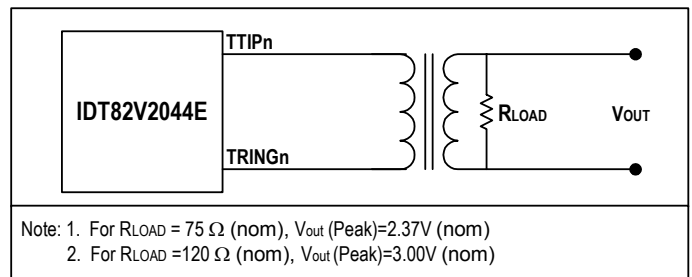 TTIPn
IDT82V2044E
RLOAD
VOUT
TRINGn
Note: 1. For RLOAD = 75 Ω (nom), Vout (Peak)=2.37V (nom)
2. For RLOAD =120 Ω (nom), Vout (Peak)=3.00V (nom)